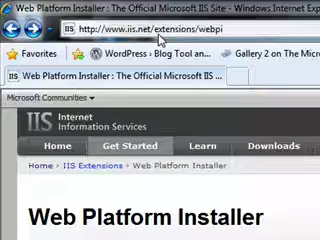 Web Platform Installer : The Official Microsoft IIS Site - Windows Internet Exp
http://www.iis.net/extensions/webpi
Favorites WordPress › Blog Tool an... Gallery 2 on The Micro
IIS Web Platform Installer : The Official Microsoft IIS ...
Microsoft Communities
IIS Internet Information Services
Home Get Started Learn Downloads
Home › IIS Extensions › Web Platform Installer
Web Platform Installer